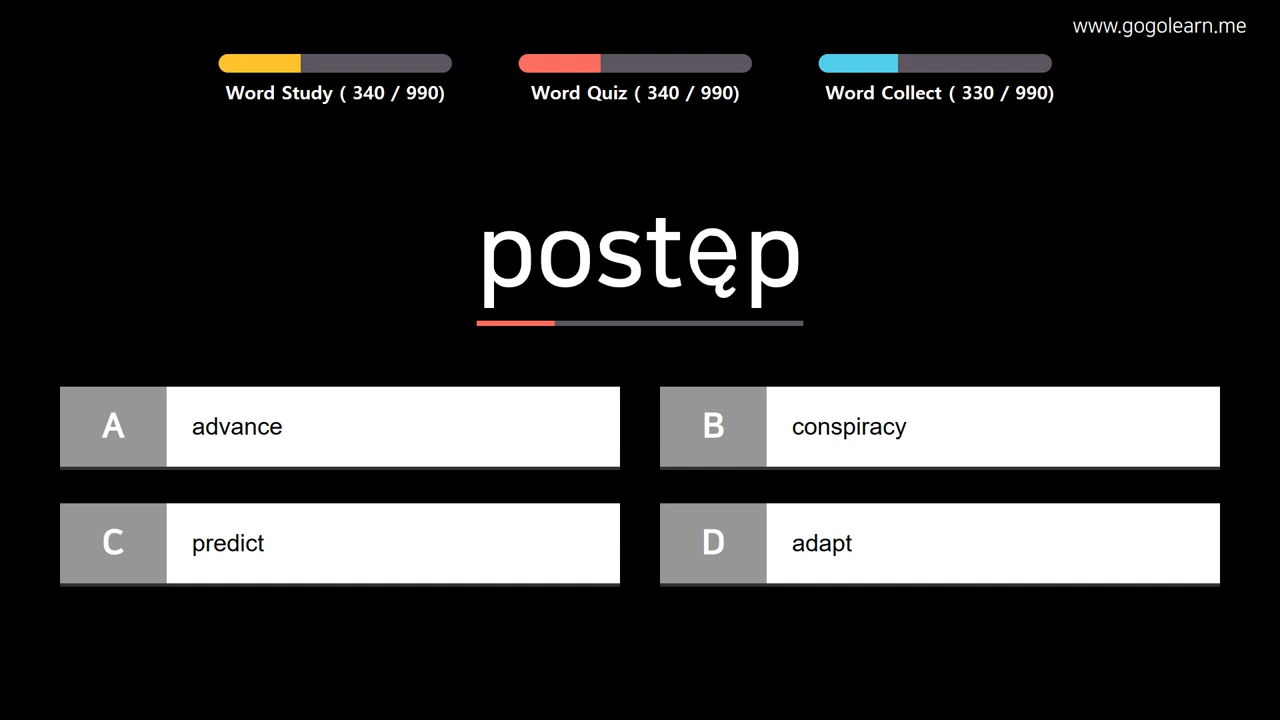 www.gogolearn.me
Word Study ( 340 / 990)
Word Quiz ( 340 / 990)
Word Collect ( 330 / 990)
postęp
A advance
B conspiracy
C predict
D adapt